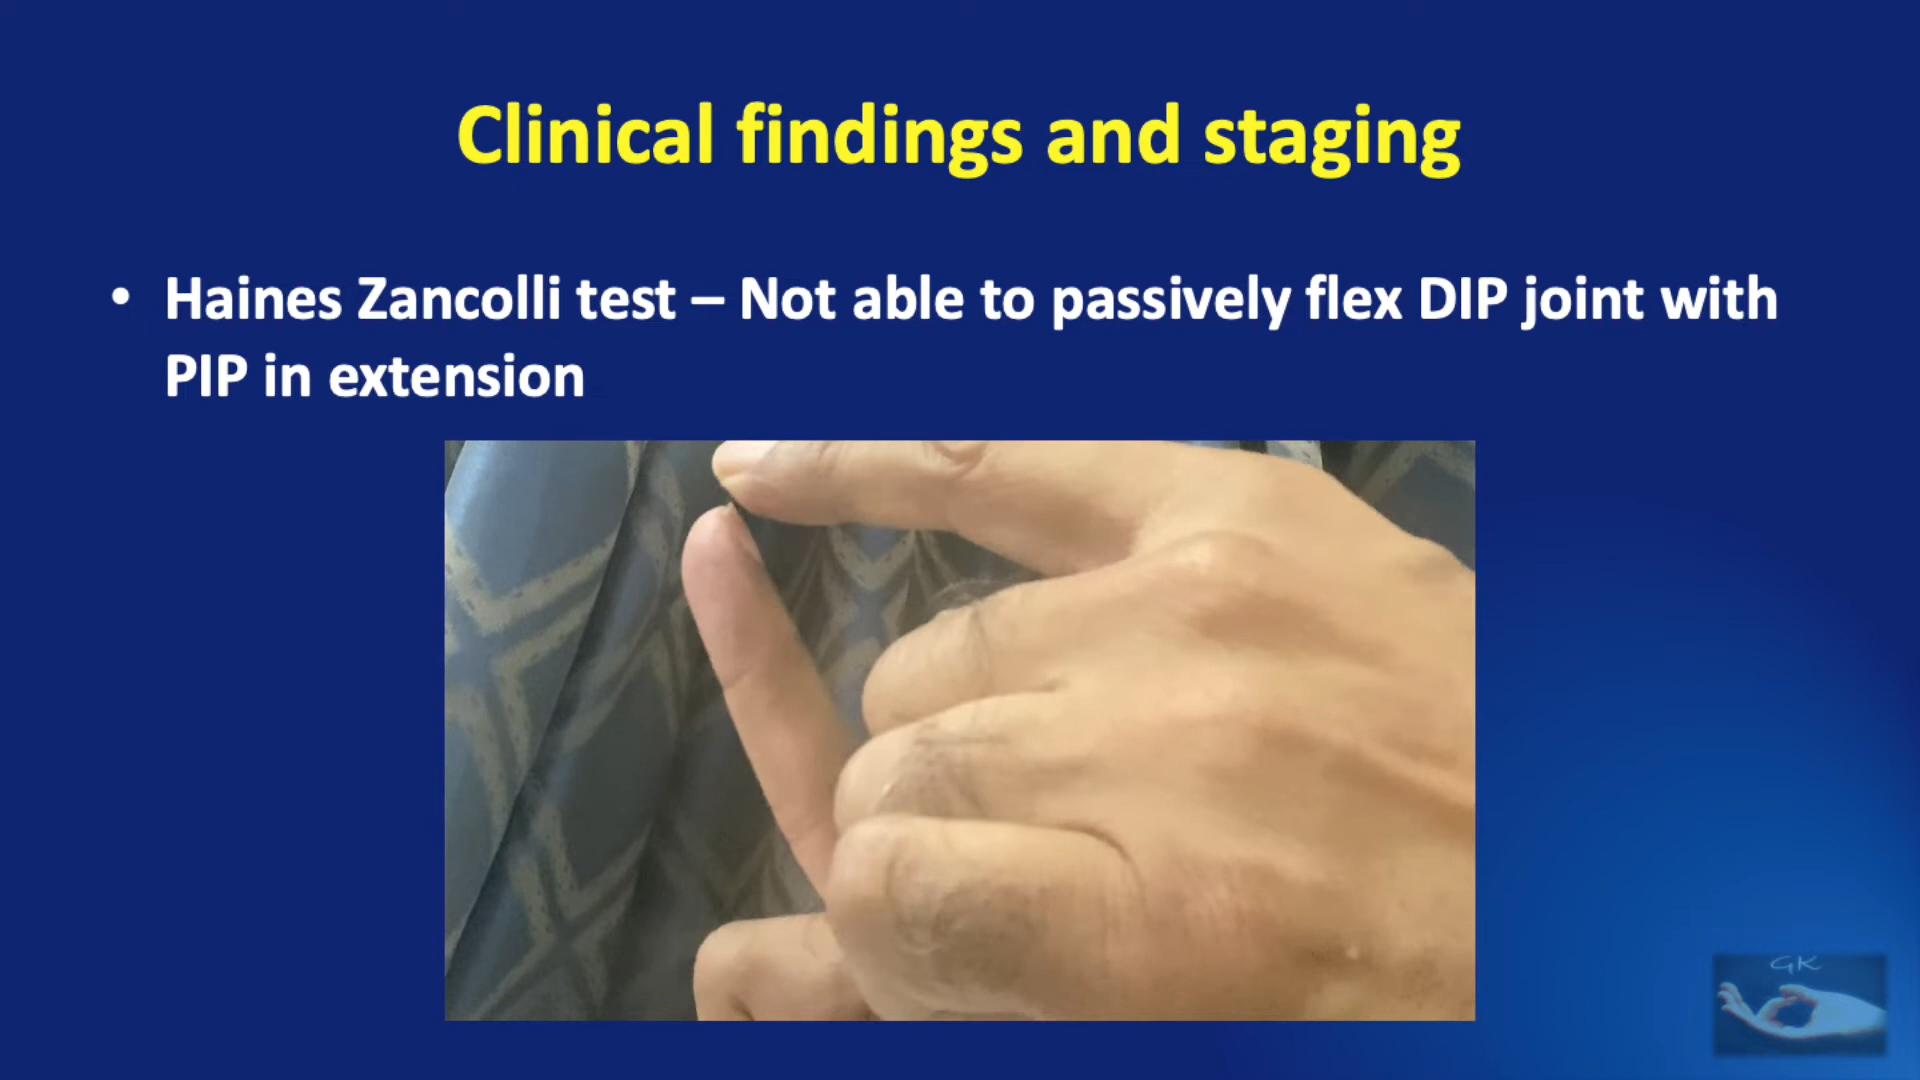 Clinical findings and staging
• Haines Zancolli test – Not able to passively flex DIP joint with
PIP in extension
GK